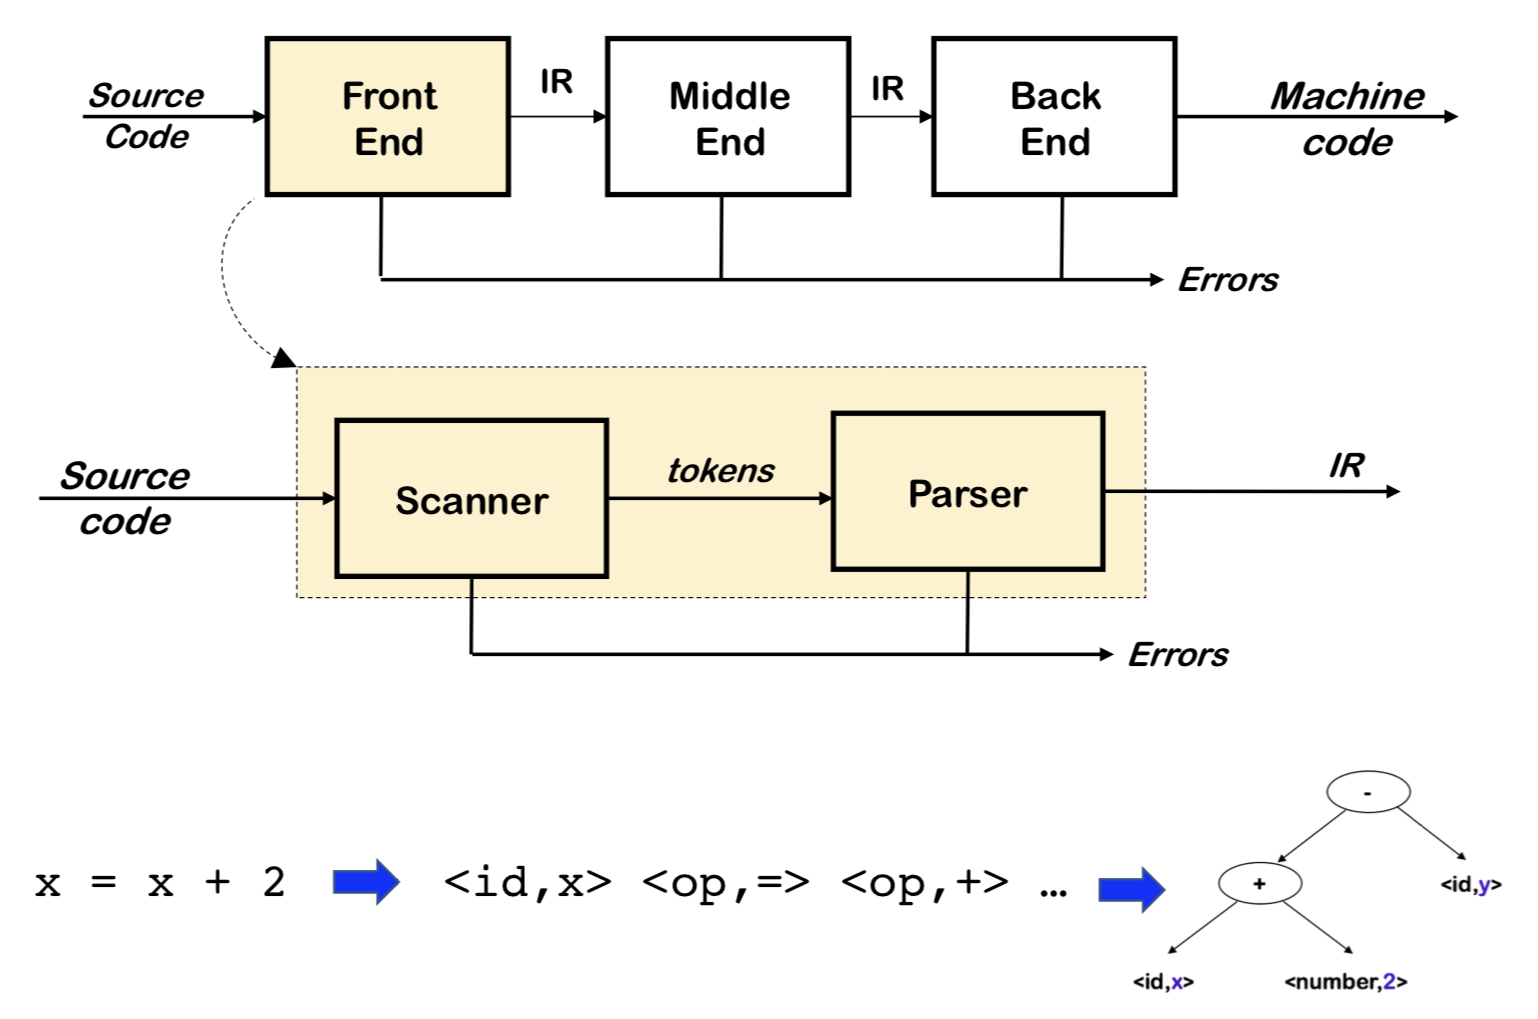 Source
Code
Front
End
IR
Middle
End
IR
Back
End
Machine
code
Errors
Source
code
Scanner
tokens
Parser
IR
Errors
x = x + 2
<id,x> <op,=> <op,+> …
-
+
<id,y>
<id,x>
<number,2>